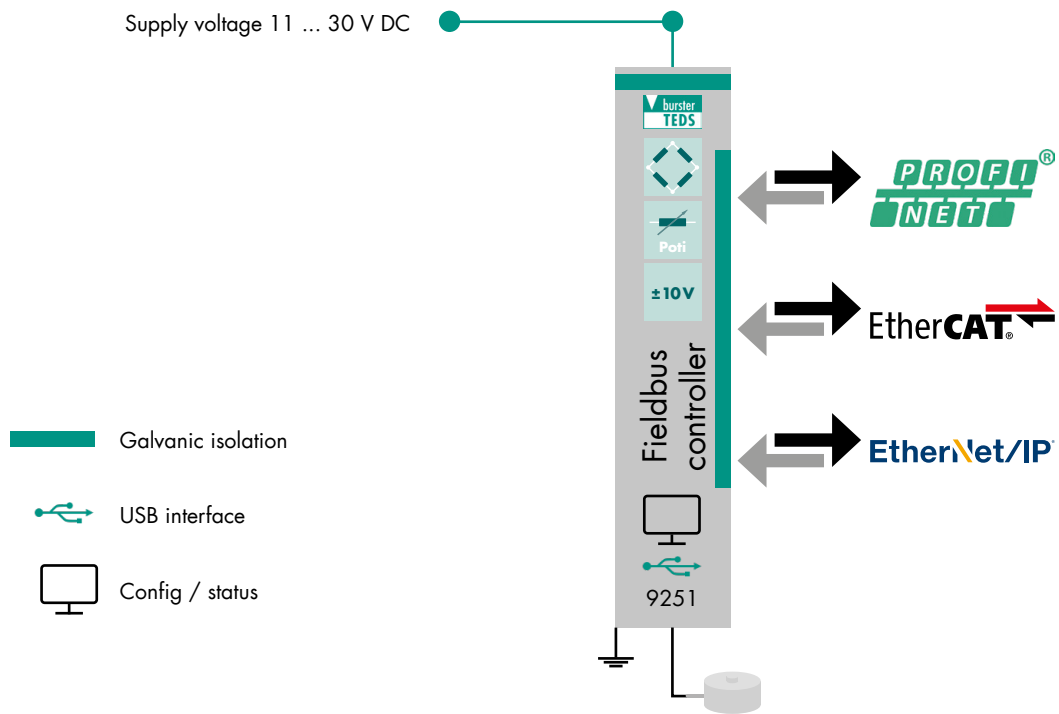 Supply voltage 11 ... 30 V DC
burster
TEDS
Poti
±10V
Fieldbus
controller
9251
PROFI®
NET
EtherCAT®
EtherNet/IP
Galvanic isolation
USB interface
Config / status